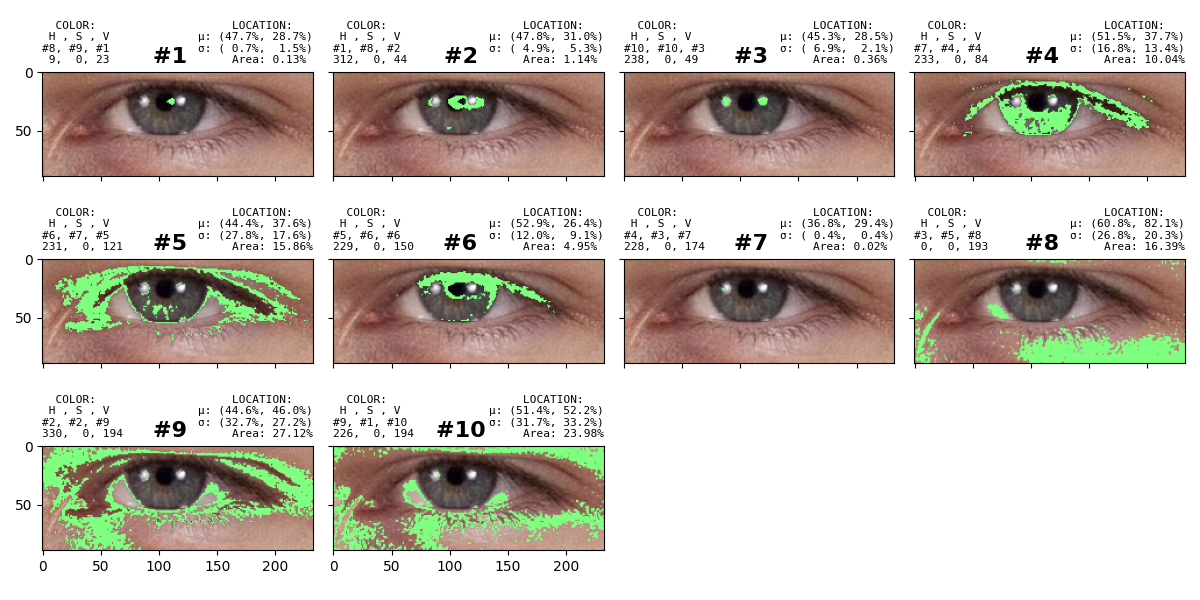 COLOR: LOCATION:
H , S , V μ: (47.7%, 28.7%)
#8, #9, #1 #1 σ: ( 0.7%, 1.5%)
9, 0, 23 Area: 0.13%
COLOR: LOCATION:
H , S , V μ: (47.8%, 31.0%)
#1, #8, #2 #2 σ: ( 4.9%, 5.3%)
312, 0, 44 Area: 1.14%
COLOR: LOCATION:
H , S , V μ: (45.3%, 28.5%)
#10, #10, #3 #3 σ: ( 6.9%, 2.1%)
238, 0, 49 Area: 0.36%
COLOR: LOCATION:
H , S , V μ: (51.5%, 37.7%)
#7, #4, #4 #4 σ: (16.8%, 13.4%)
233, 0, 84 Area: 10.04%
0
50
COLOR: LOCATION:
H , S , V μ: (44.4%, 37.6%)
#6, #7, #5 #5 σ: (27.8%, 17.6%)
231, 0, 121 Area: 15.86%
COLOR: LOCATION:
H , S , V μ: (52.9%, 26.4%)
#5, #6, #6 #6 σ: (12.0%, 9.1%)
229, 0, 150 Area: 4.95%
COLOR: LOCATION:
H , S , V μ: (36.8%, 29.4%)
#4, #3, #7 #7 σ: ( 0.4%, 0.4%)
228, 0, 174 Area: 0.02%
COLOR: LOCATION:
H , S , V μ: (60.8%, 82.1%)
#3, #5, #8 #8 σ: (26.8%, 20.3%)
0, 0, 193 Area: 16.39%
0
50
COLOR: LOCATION:
H , S , V μ: (44.6%, 46.0%)
#2, #2, #9 #9 σ: (32.7%, 27.2%)
330, 0, 194 Area: 27.12%
COLOR: LOCATION:
H , S , V μ: (51.4%, 52.2%)
#9, #1, #10 #10 σ: (31.7%, 33.2%)
226, 0, 194 Area: 23.98%
0
50
0 50 100 150 200
0 50 100 150 200